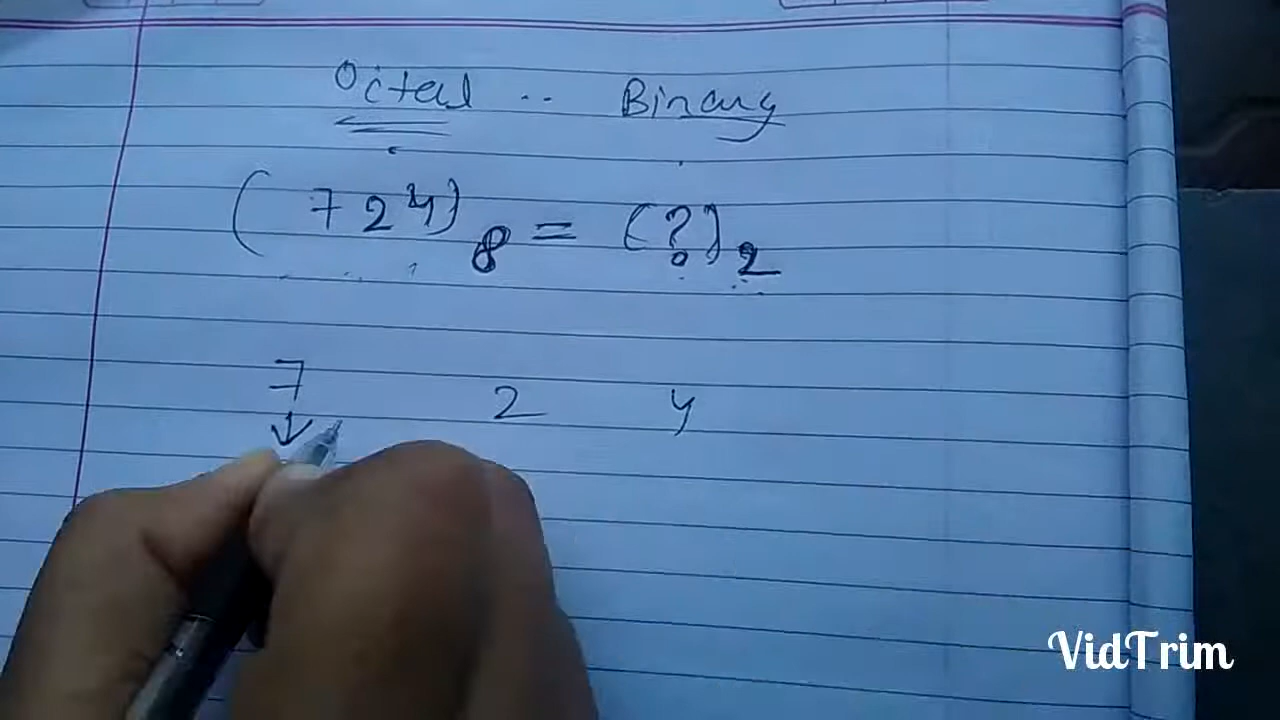 Octal .. Binary
(724)8 = (?)2
7 2 4
VidTrim